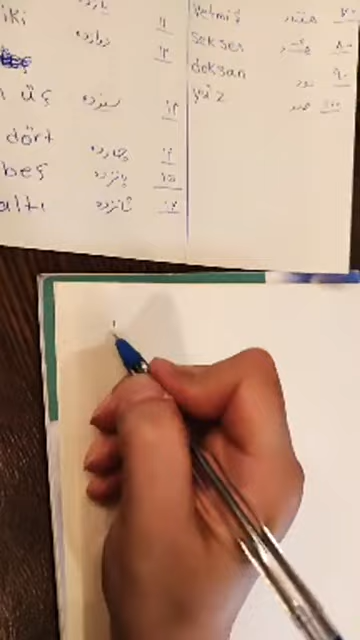 iki
دوازده ۱۲
üç سیزده ۱۳
dört چهارده ۱۴
beş پانزده ۱۵
altı شانزده ۱۶
yetmiş هفتاد ۷۰
seksen هشتاد ۸۰
doksan نود ۹۰
yüz صد ۱۰۰